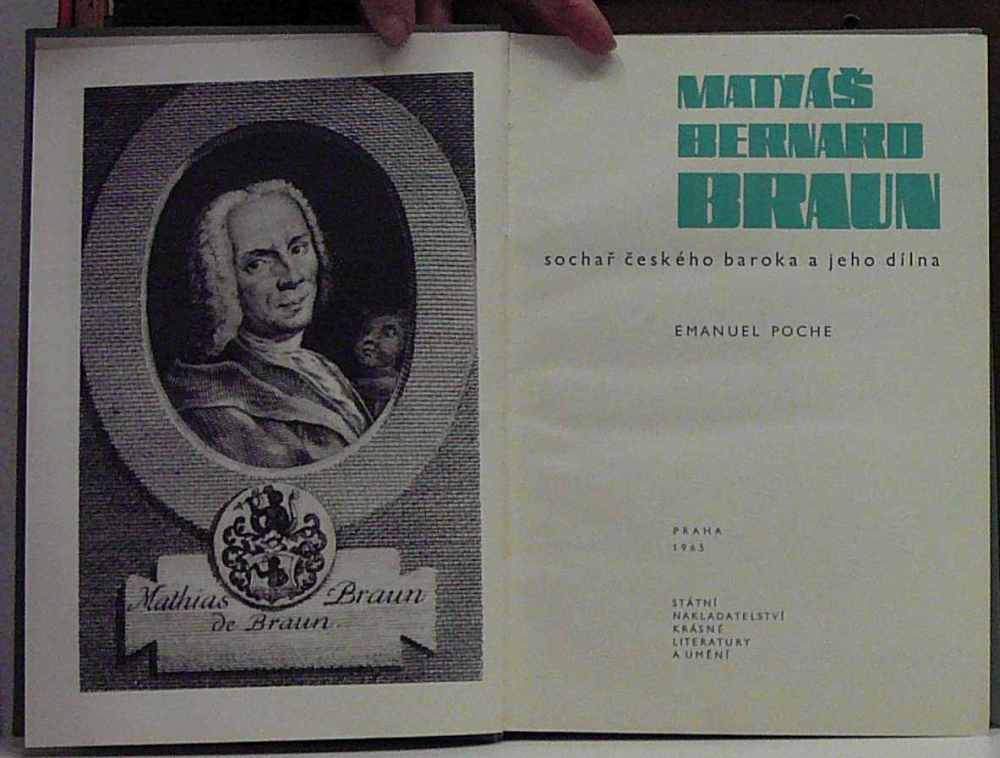 Mathias Braun
de Braun.
MATYÁŠ
BERNARD
BRAUN
sochař českého baroka a jeho dílna
EMANUEL POCHE
PRAHA
1965
STÁTNÍ
NAKLADATELSTVÍ
KRÁSNÉ
LITERATURY
A UMĚNÍ